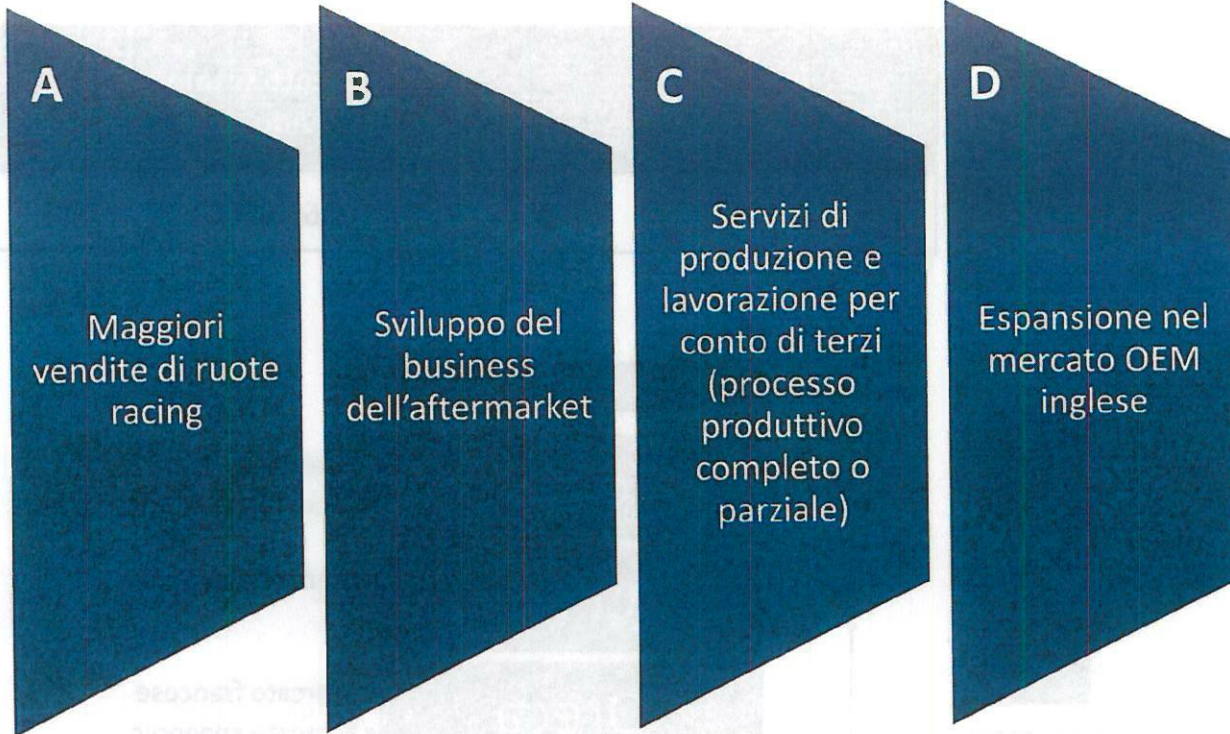 A
Maggiori
vendite di ruote
racing
B
Sviluppo del
business
dell'aftermarket
C
Servizi di
produzione e
lavorazione per
conto di terzi
(processo
produttivo
completo o
parziale)
D
Espansione nel
mercato OEM
inglese
francese